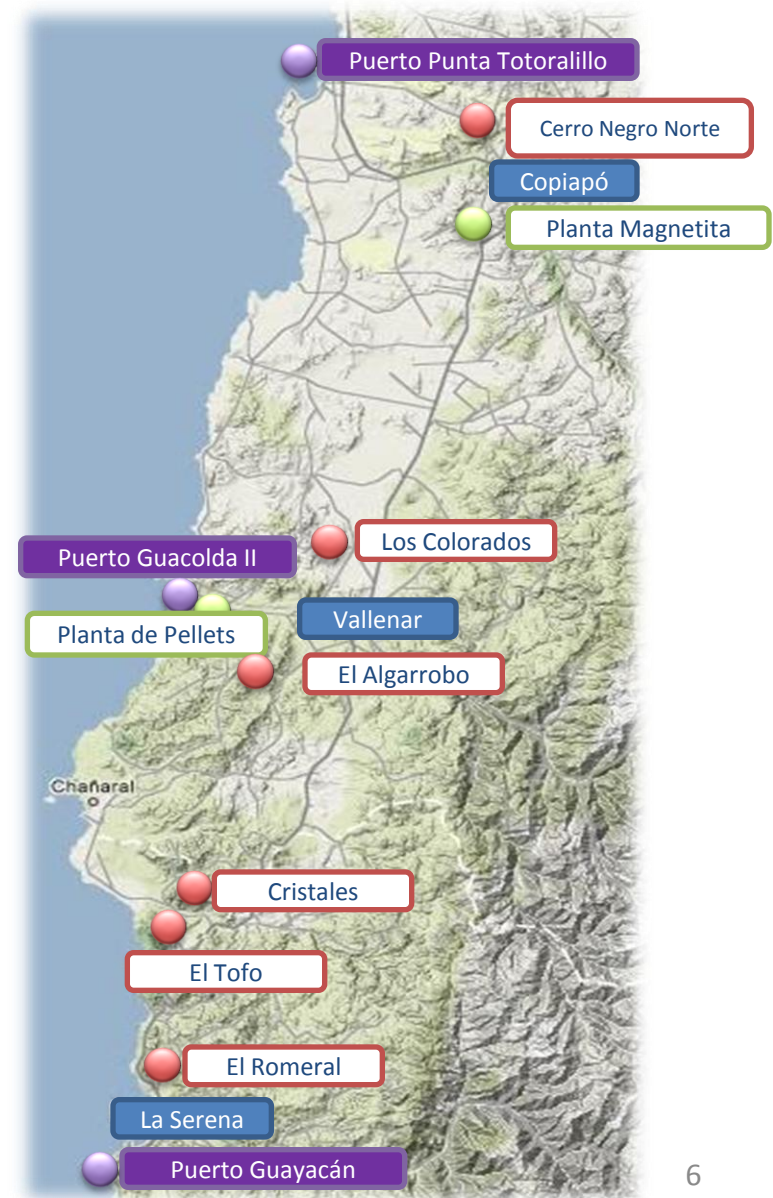 Puerto Punta Totoralillo
Cerro Negro Norte
Copiapó
Planta Magnetita
Los Colorados
Puerto Guacolda II
Vallenar
Planta de Pellets
El Algarrobo
Chañaral
Cristales
El Tofo
El Romeral
La Serena
Puerto Guayacán
6